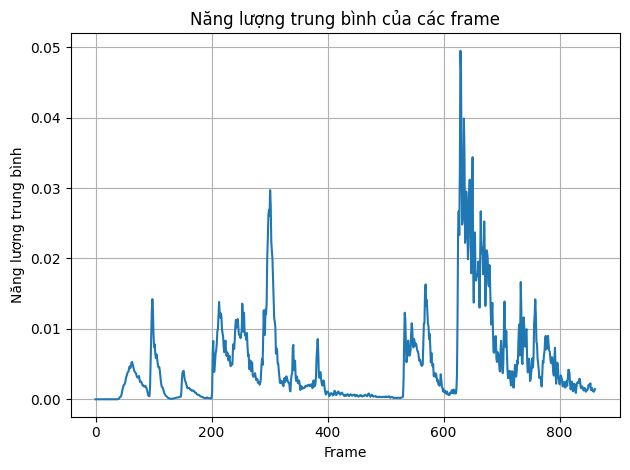 Năng lượng trung bình của các frame
Năng lượng trung bình
0.05
0.04
0.03
0.02
0.01
0.00
0 200 400 600 800
Frame